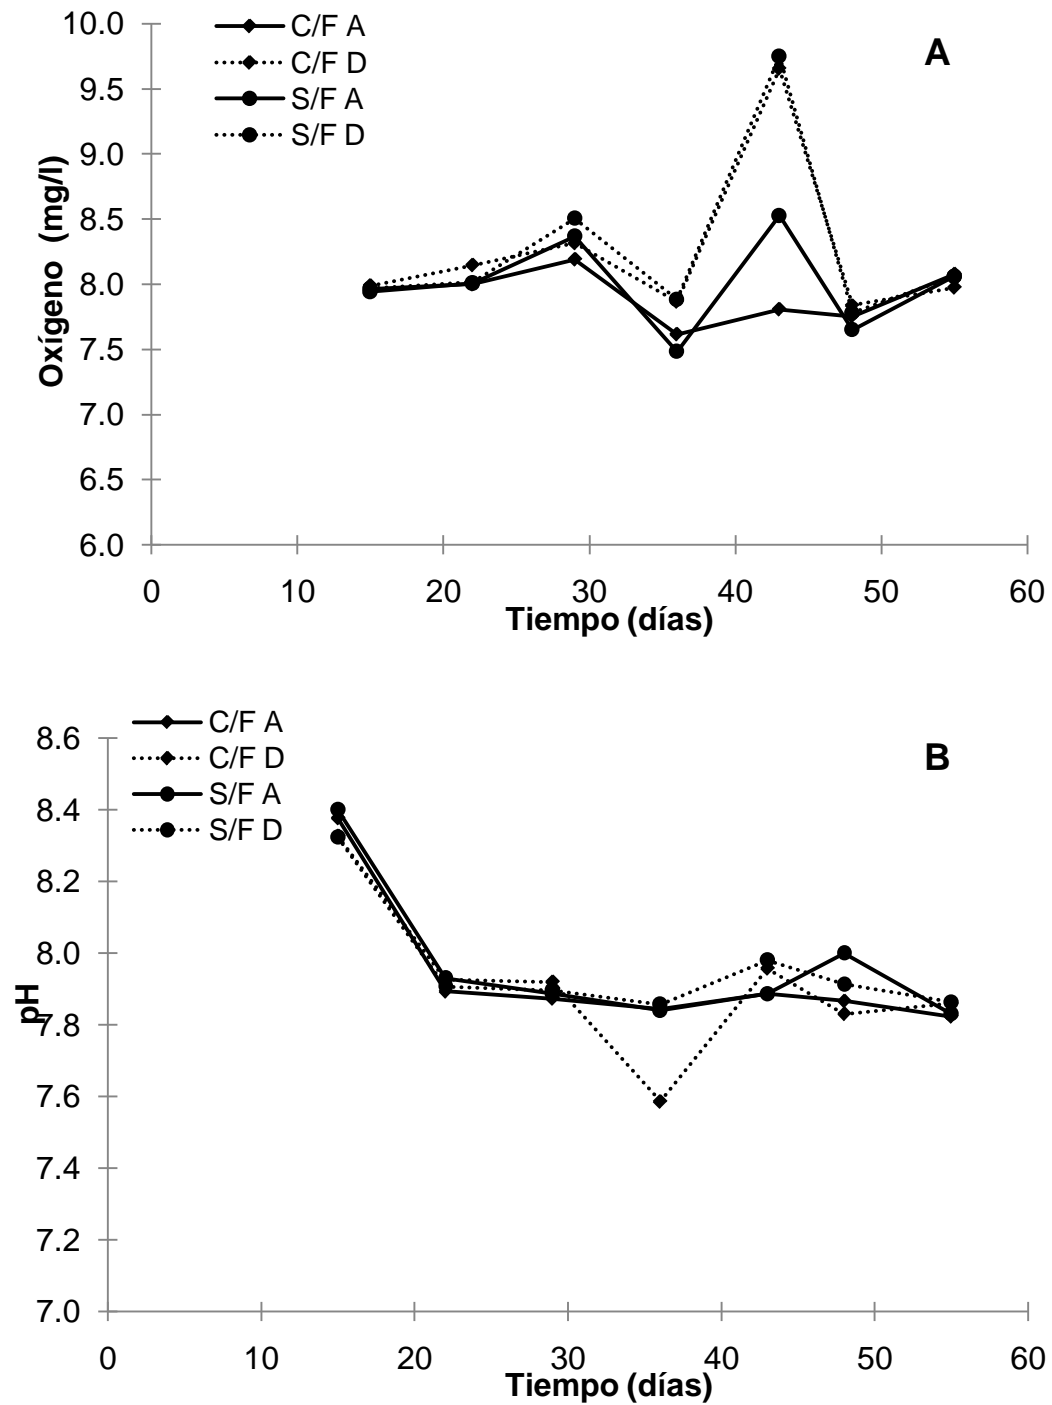 C/F A
C/F D
S/F A
S/F D
A
10.0
9.5
9.0
8.5
8.0
7.5
7.0
6.5
6.0
Oxígeno (mg/l)
0 10 20 30 40 50 60
Tiempo (días)
C/F A
C/F D
S/F A
S/F D
B
8.6
8.4
8.2
8.0
7.8
7.6
7.4
7.2
7.0
pH
0 10 20 30 40 50 60
Tiempo (días)